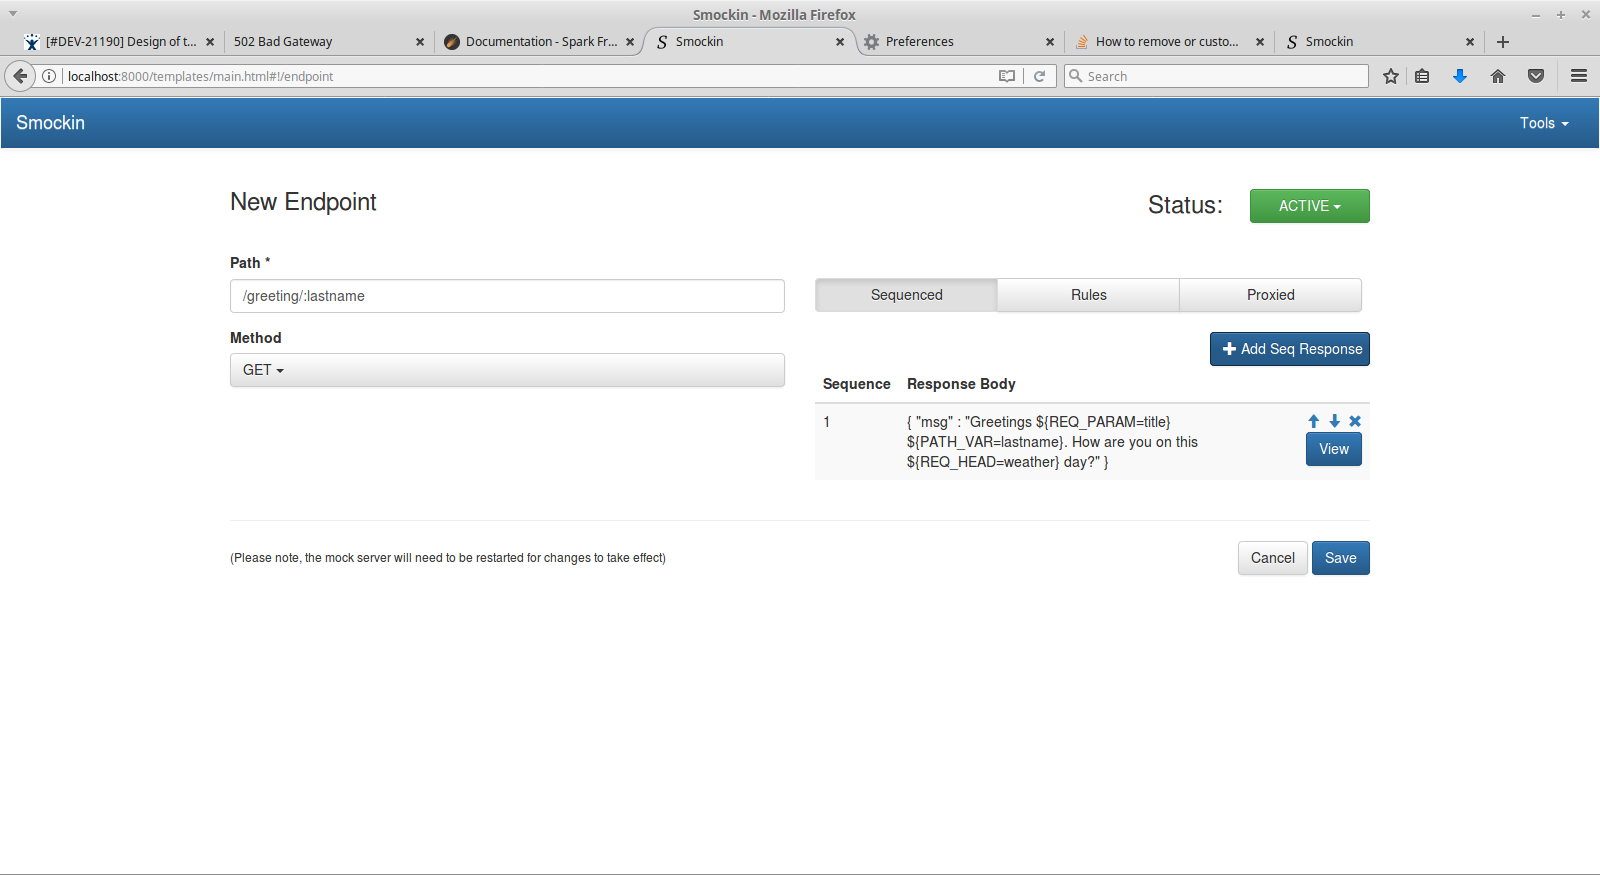 Smockin - Mozilla Firefox
[#DEV-21190] Design of t...
502 Bad Gateway
Documentation - Spark Fr...
Smockin
Preferences
How to remove or custo...
Smockin
localhost:8000/templates/main.html#!/endpoint
Search
Smockin
Tools
New Endpoint
Status:
ACTIVE
Path *
/greeting/:lastname
Sequenced
Rules
Proxied
Method
GET
Add Seq Response
Sequence
Response Body
1
{ "msg" : "Greetings ${REQ_PARAM=title}
${PATH_VAR=lastname}. How are you on this
${REQ_HEAD=weather} day?" }
View
(Please note, the mock server will need to be restarted for changes to take effect)
Cancel
Save